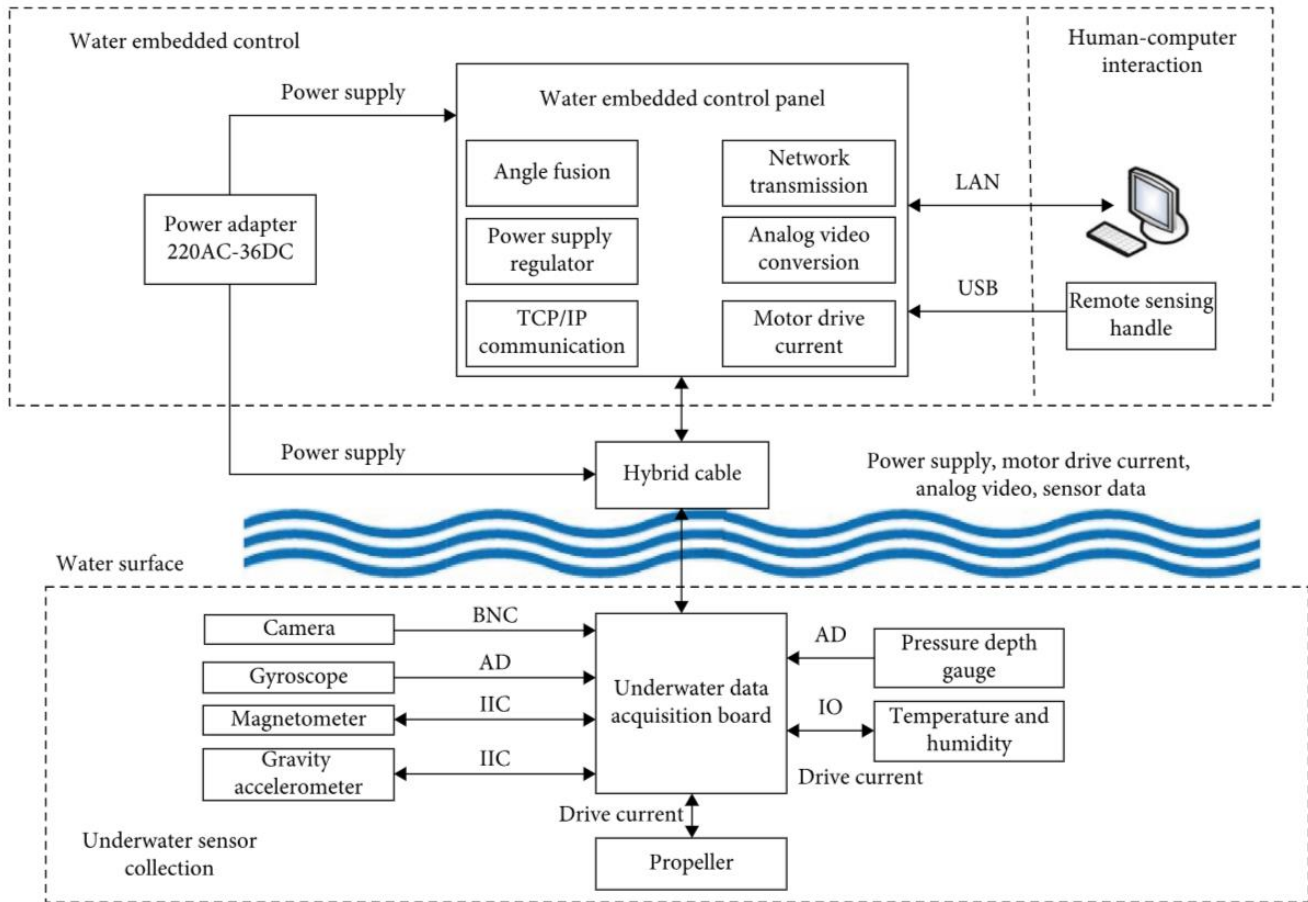 Water embedded control
Human-computer
interaction
Power supply
Water embedded control panel
Angle fusion
Network
transmission
LAN
Power adapter
220AC-36DC
Power supply
regulator
Analog video
conversion
USB
Remote sensing
handle
TCP/IP
communication
Motor drive
current
Power supply
Hybrid cable
Power supply, motor drive current,
analog video, sensor data
Water surface
Camera
BNC
Gyroscope
AD
Magnetometer
IIC
Gravity
accelerometer
IIC
Underwater data
acquisition board
AD
Pressure depth
gauge
IO
Temperature and
humidity
Drive current
Drive current
Propeller
Underwater sensor
collection